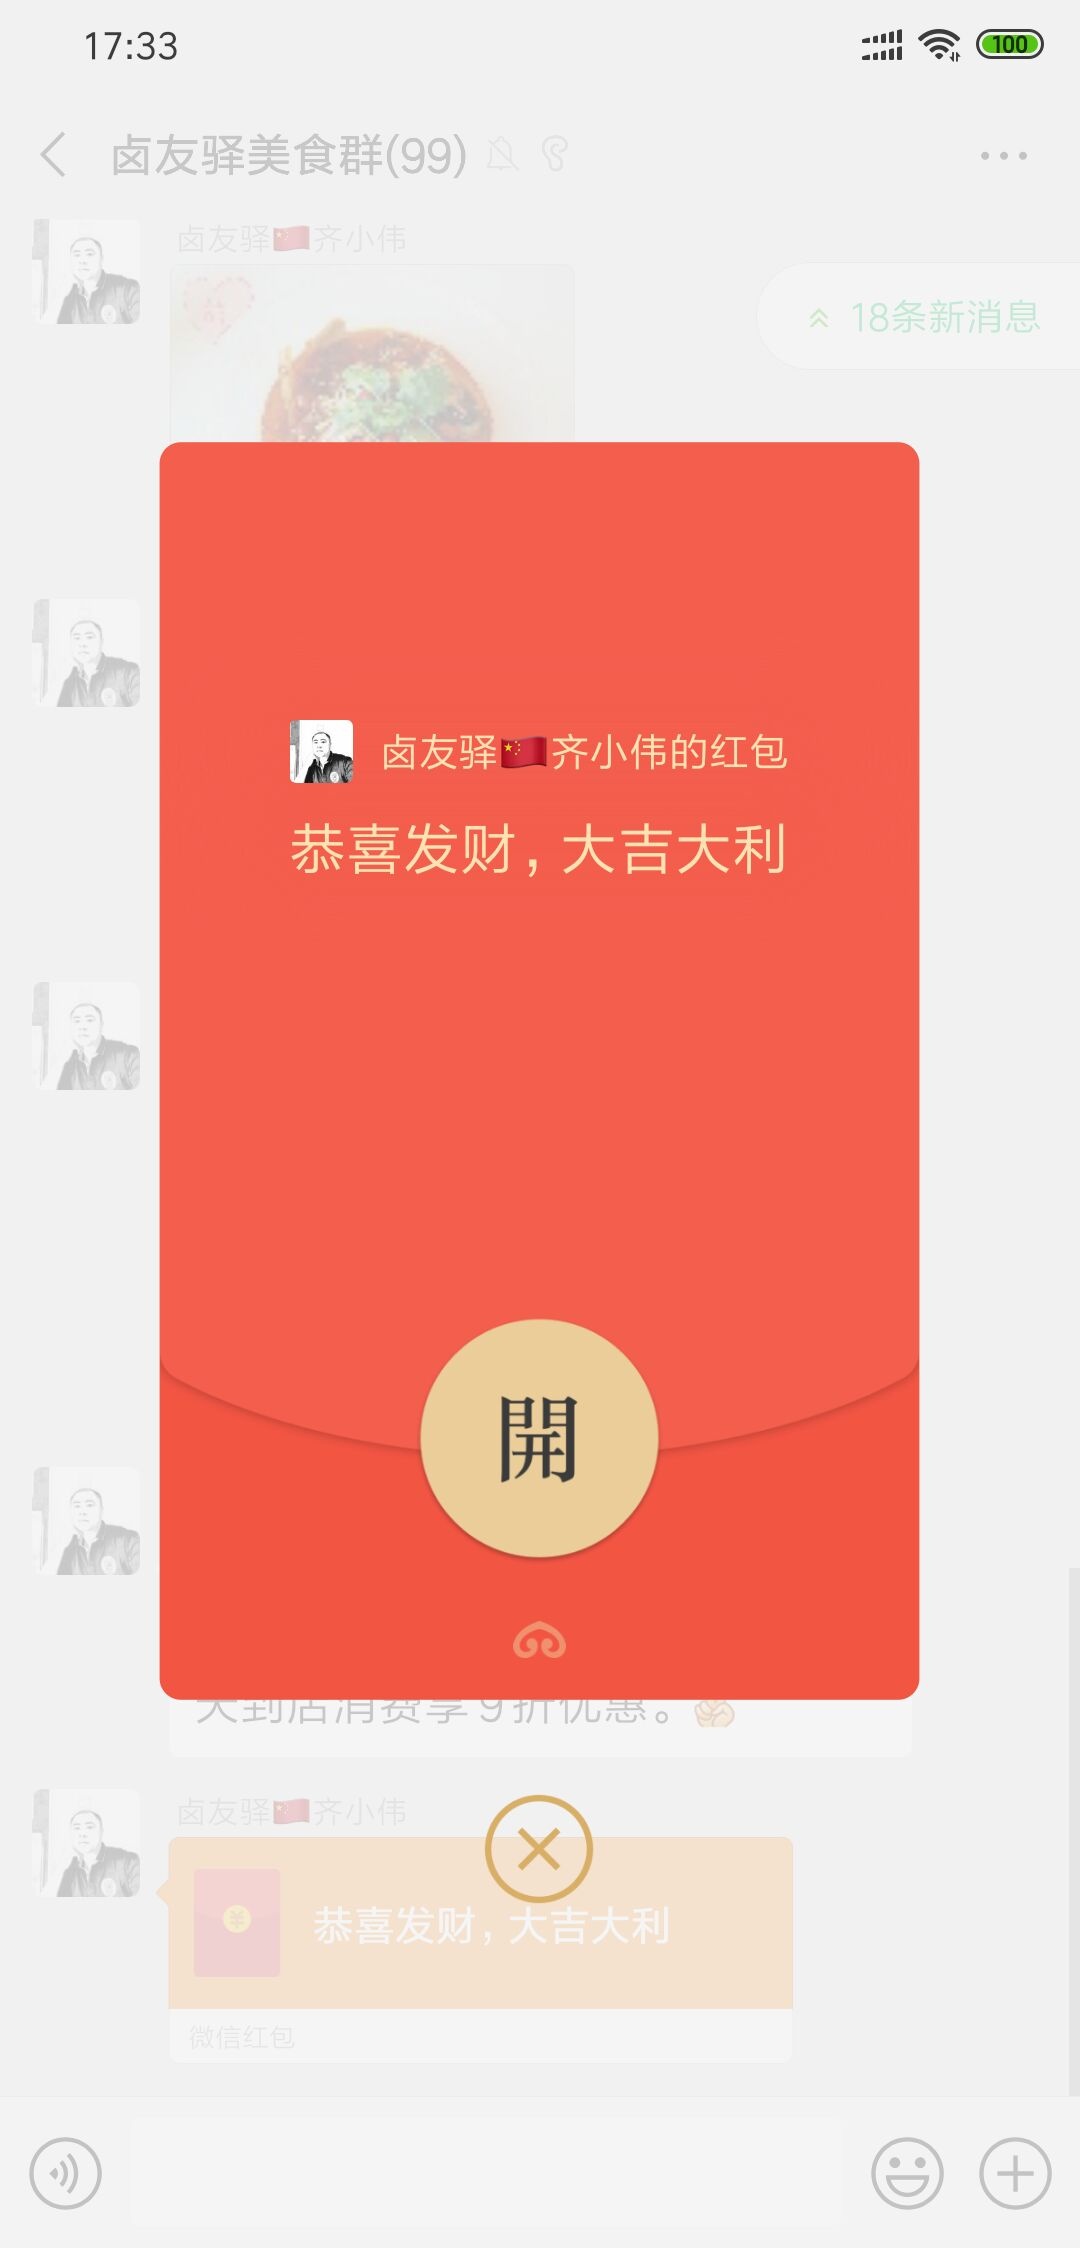 17:33
100
卤友驿美食群(99)
卤友驿🇨🇳齐小伟
18条新消息
卤友驿🇨🇳齐小伟的红包
恭喜发财，大吉大利
開
天到店消费享9折优惠。✊
卤友驿🇨🇳齐小伟
恭喜发财，大吉大利
微信红包